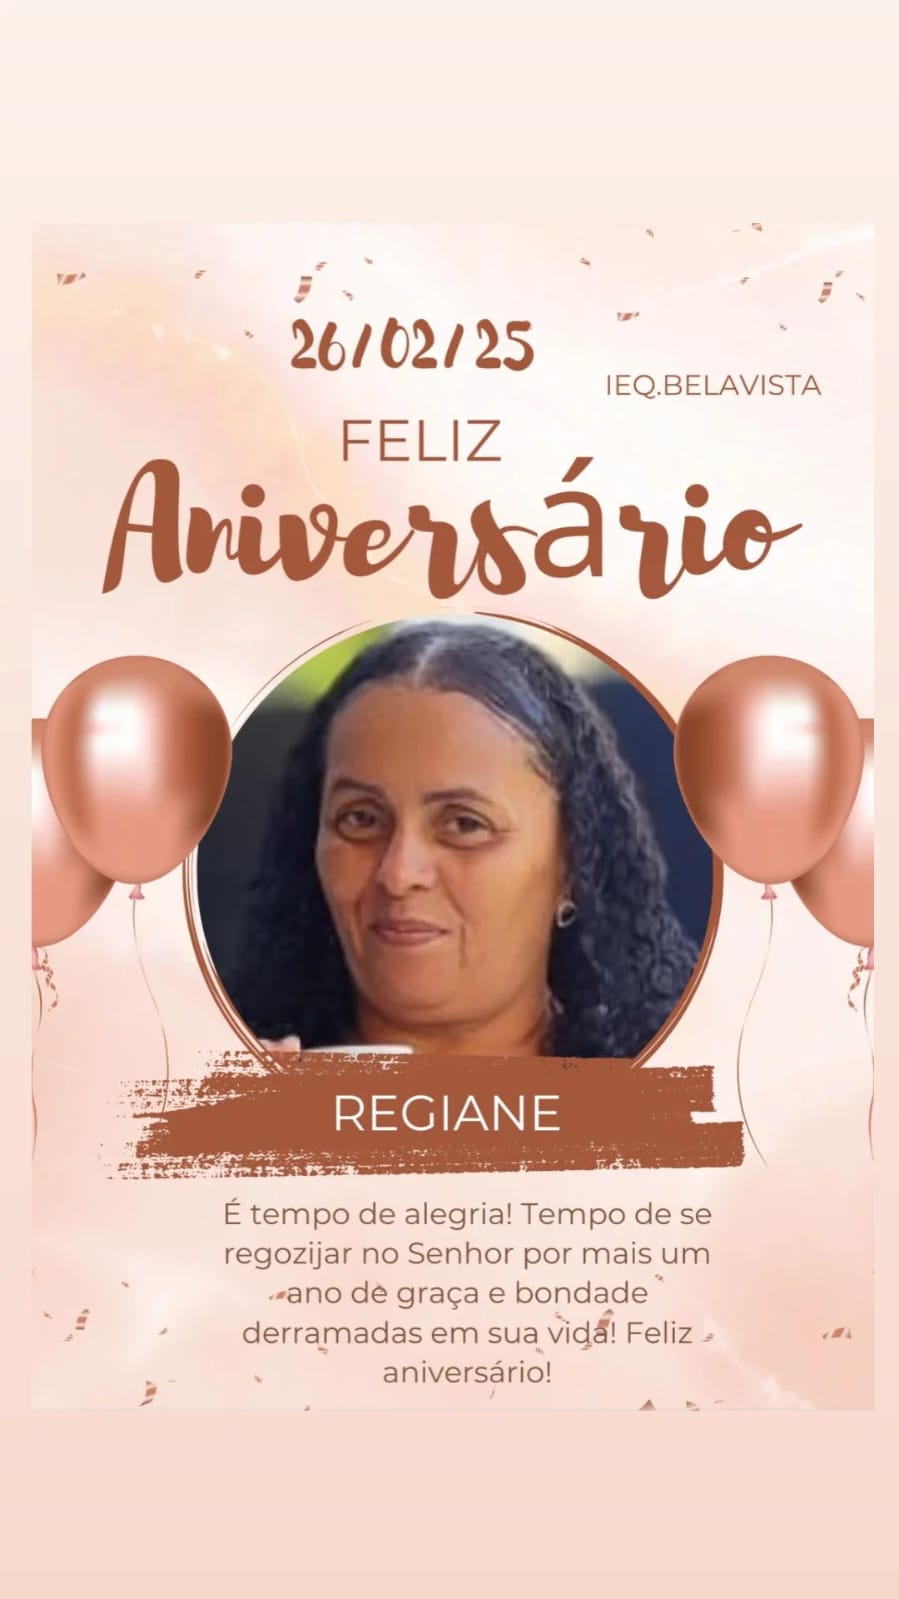 26/02/25
IEQ.BELAVISTA
FELIZ
Aniversário
REGIANE
É tempo de alegria! Tempo de se
regozijar no Senhor por mais um
ano de graça e bondade
derramadas em sua vida! Feliz
aniversário!